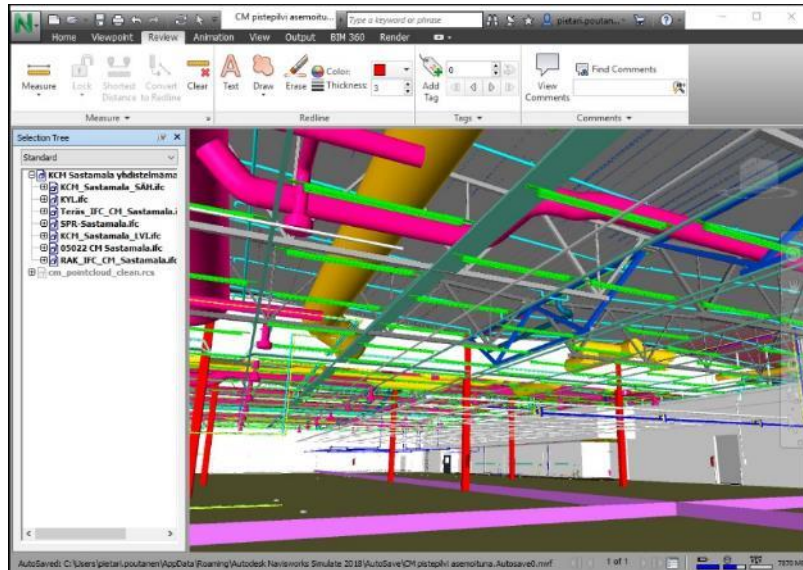 CM pistepilvi asemoitu...
Type a keyword or phrase
pietari.poutan...
Home Viewpoint Review Animation View Output BIM 360 Render
Measure
Lock
Shortest Distance
Convert to Redline
Clear
Text
Draw
Erase
Color:
Thickness: 3
Add Tag
0
View Comments
Find Comments
Measure
Redline
Tags
Comments
Selection Tree
Standard
KCM Sastamala yhdistelmäma
KCM_Sastamala_SÄH.ifc
KYL.ifc
Teräs_IFC_CM_Sastamala.i
SPR-Sastamala.ifc
KCM_Sastamala_LVI.ifc
05022 CM Sastamala.ifc
RAK_IFC_CM_Sastamala.ifc
cm_pointcloud_clean.rcs
AutoSaved: C:\Users\pietari.poutanen\AppData\Roaming\Autodesk Navisworks Simulate 2018\AutoSave\CM pistepilvi asemoituna.Autosave0.nwf
1 of 1